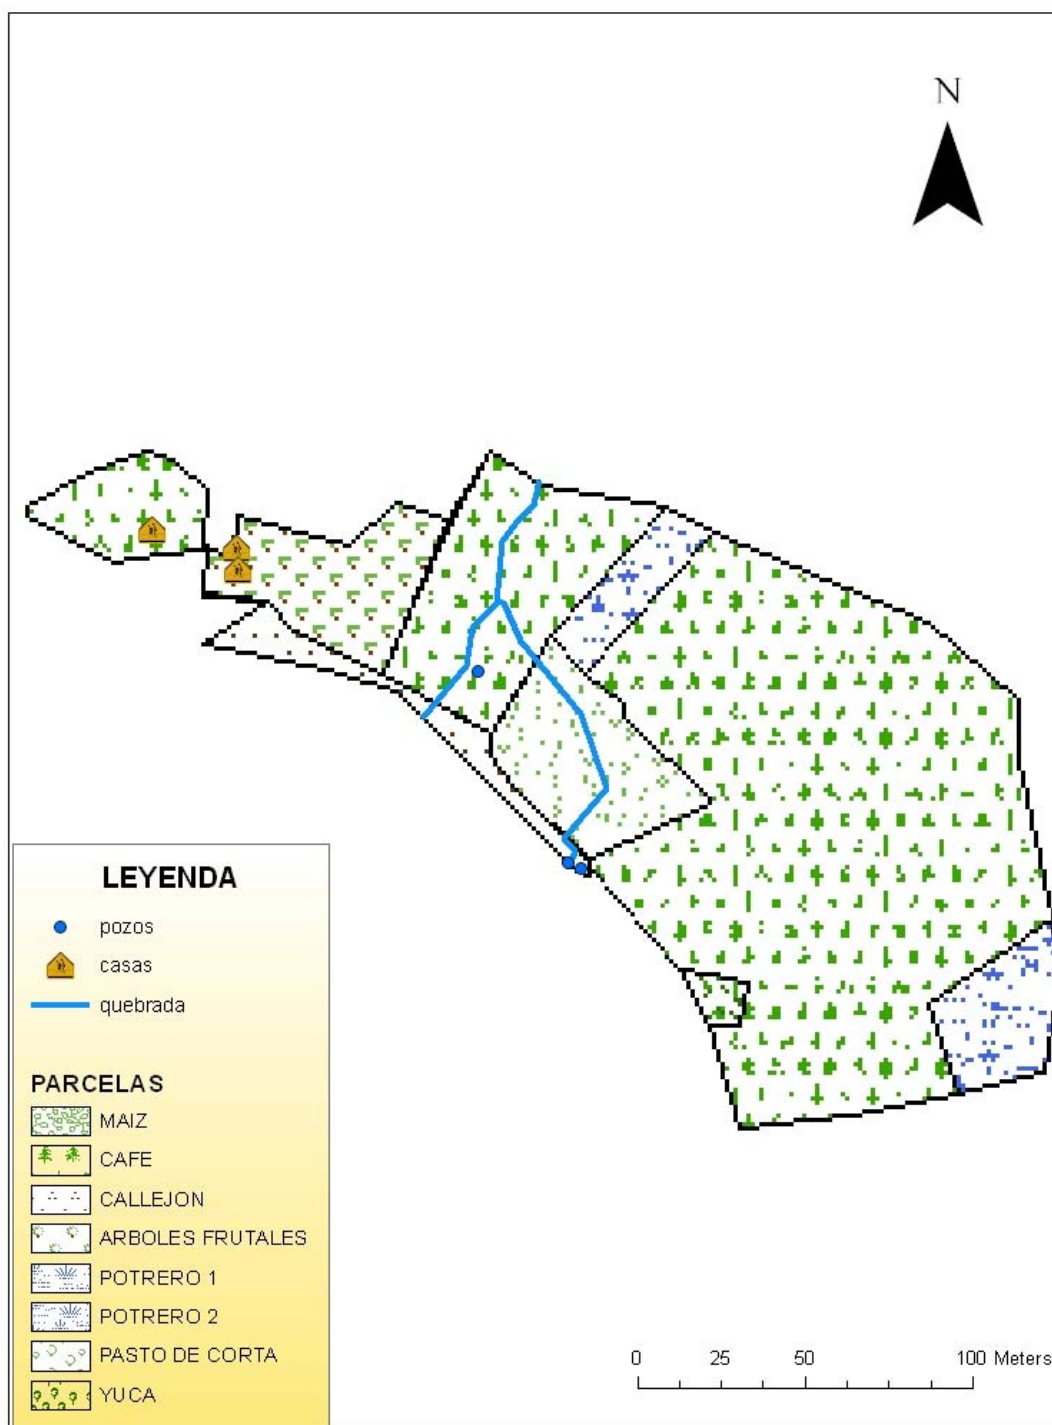 N
LEYENDA
pozos
casas
quebrada
PARCELAS
MAIZ
CAFE
CALLEJON
ARBOLES FRUTALES
POTRERO 1
POTRERO 2
PASTO DE CORTA
YUCA
0 25 50 100 Meters